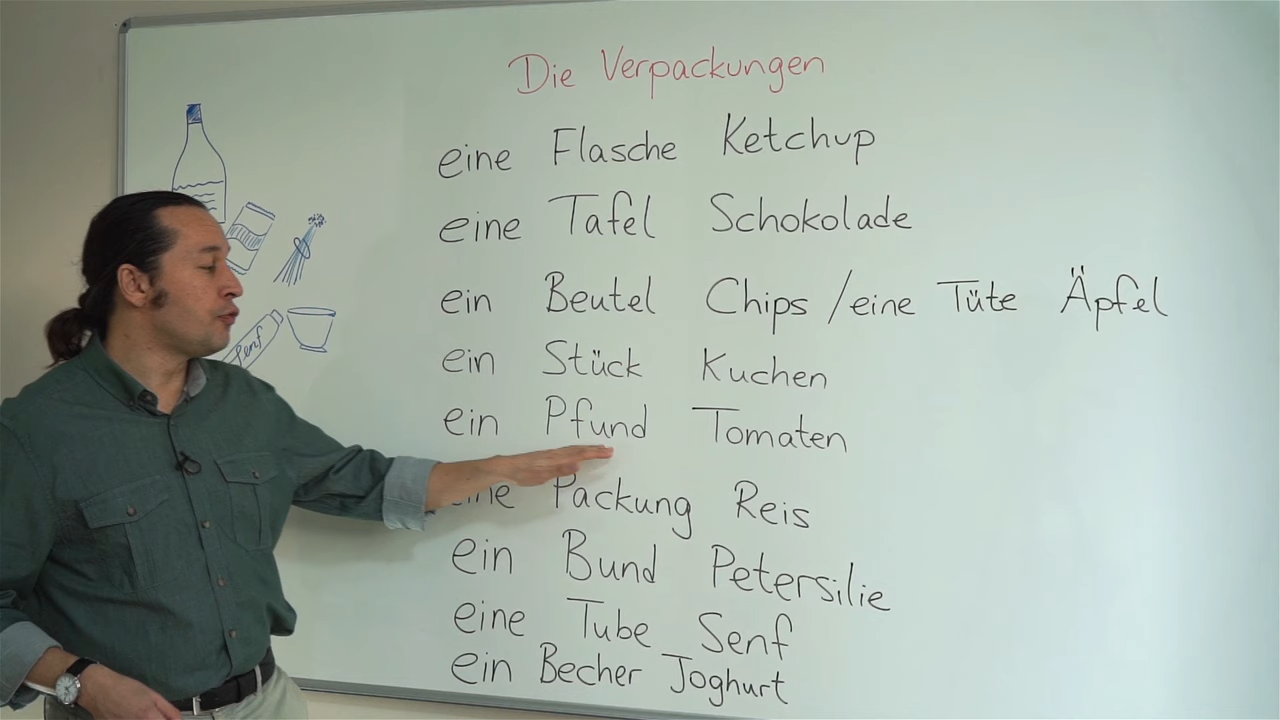 Die Verpackungen
eine Flasche Ketchup
eine Tafel Schokolade
ein Beutel Chips / eine Tüte Äpfel
ein Stück Kuchen
ein Pfund Tomaten
eine Packung Reis
ein Bund Petersilie
eine Tube Senf
ein Becher Joghurt
Senf